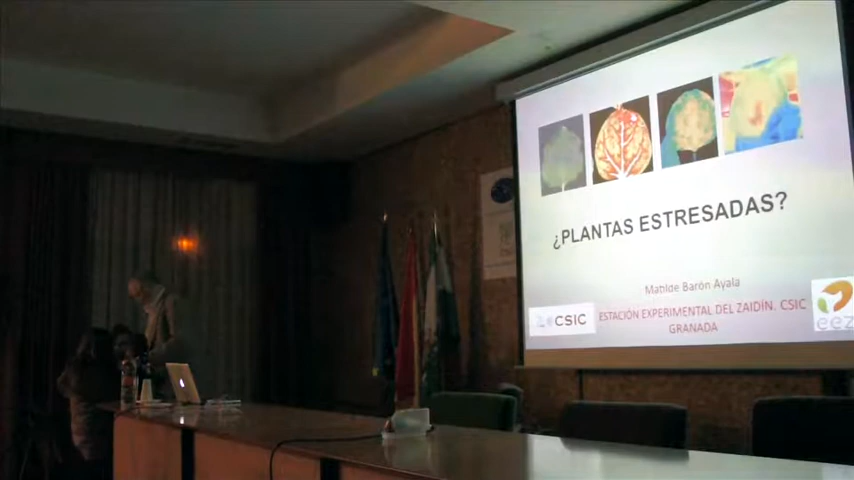 ¿PLANTAS ESTRESADAS?
Matilde Barón Ayala
ESTACIÓN EXPERIMENTAL DEL ZAIDÍN. CSIC
GRANADA
CSIC
eez